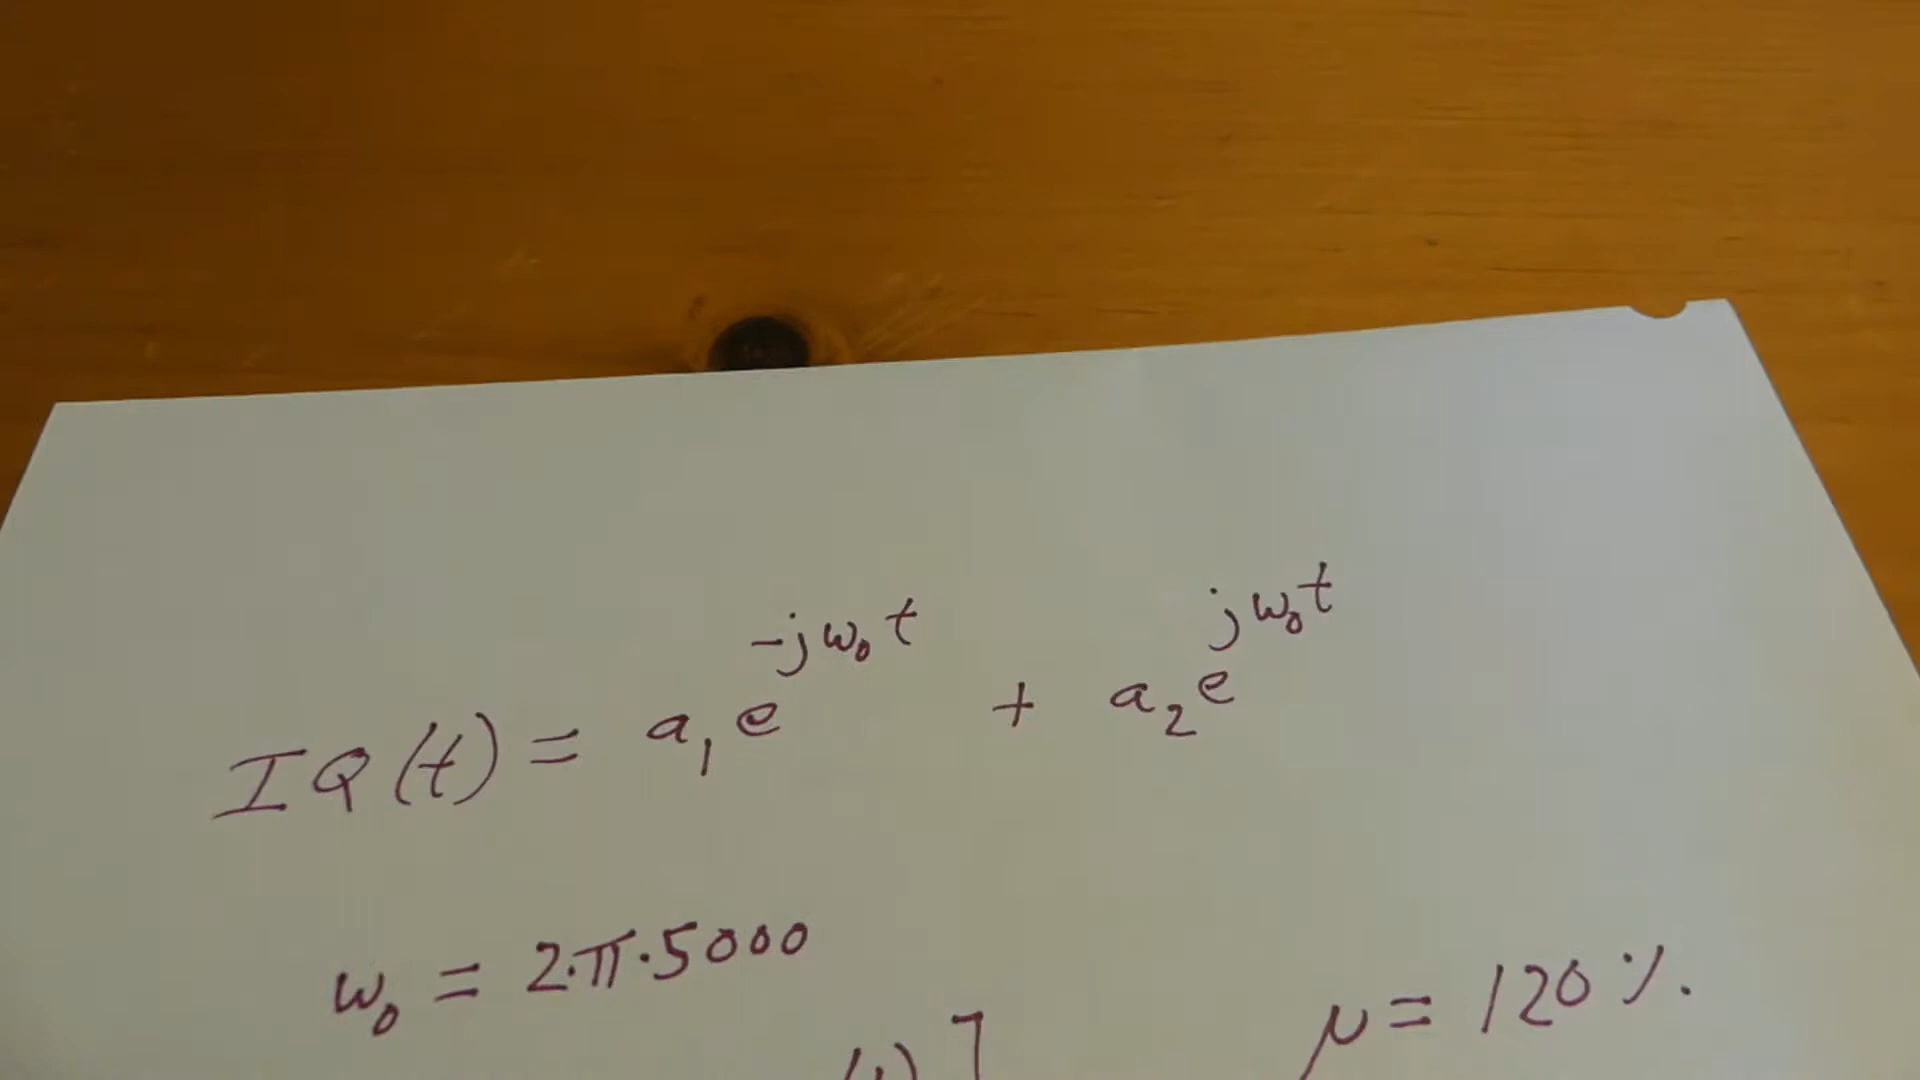 IQ(t) = a₁e^(-jω₀t) + a₂e^(jω₀t)
ω₀ = 2·π·5000
μ = 120%.